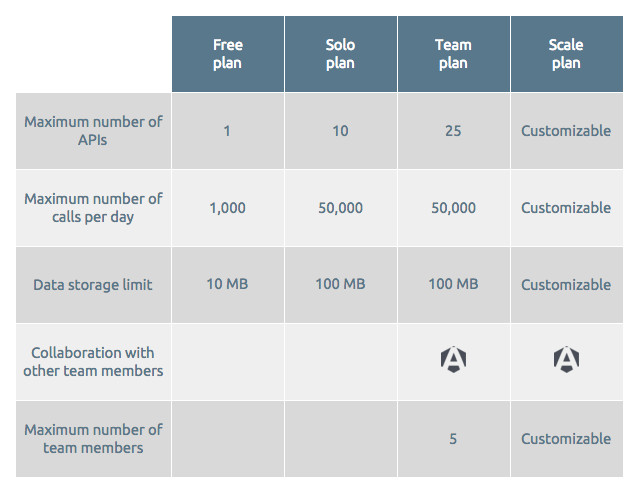 Free
plan
Solo
plan
Team
plan
Scale
plan
Maximum number of
APIs
1
10
25
Customizable
Maximum number of
calls per day
1,000
50,000
50,000
Customizable
Data storage limit
10 MB
100 MB
100 MB
Customizable
Collaboration with
other team members
Maximum number of
team members
5
Customizable